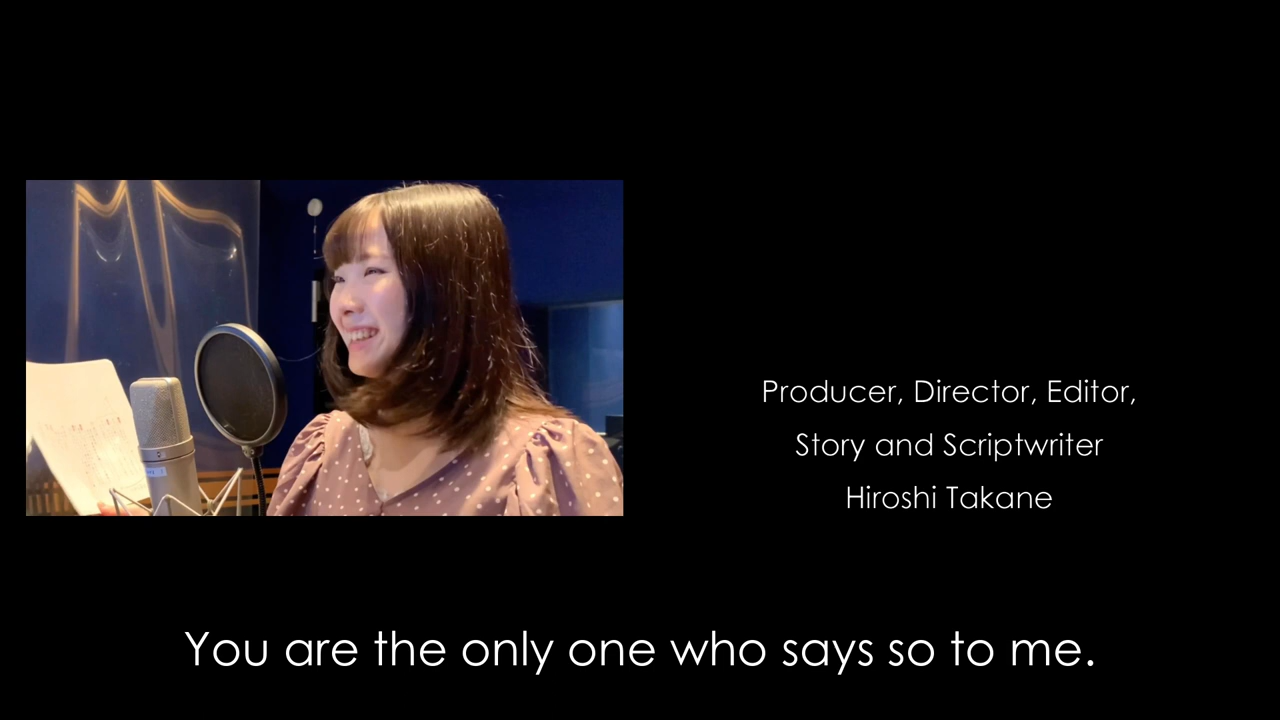 Producer, Director, Editor,
Story and Scriptwriter
Hiroshi Takane
You are the only one who says so to me.